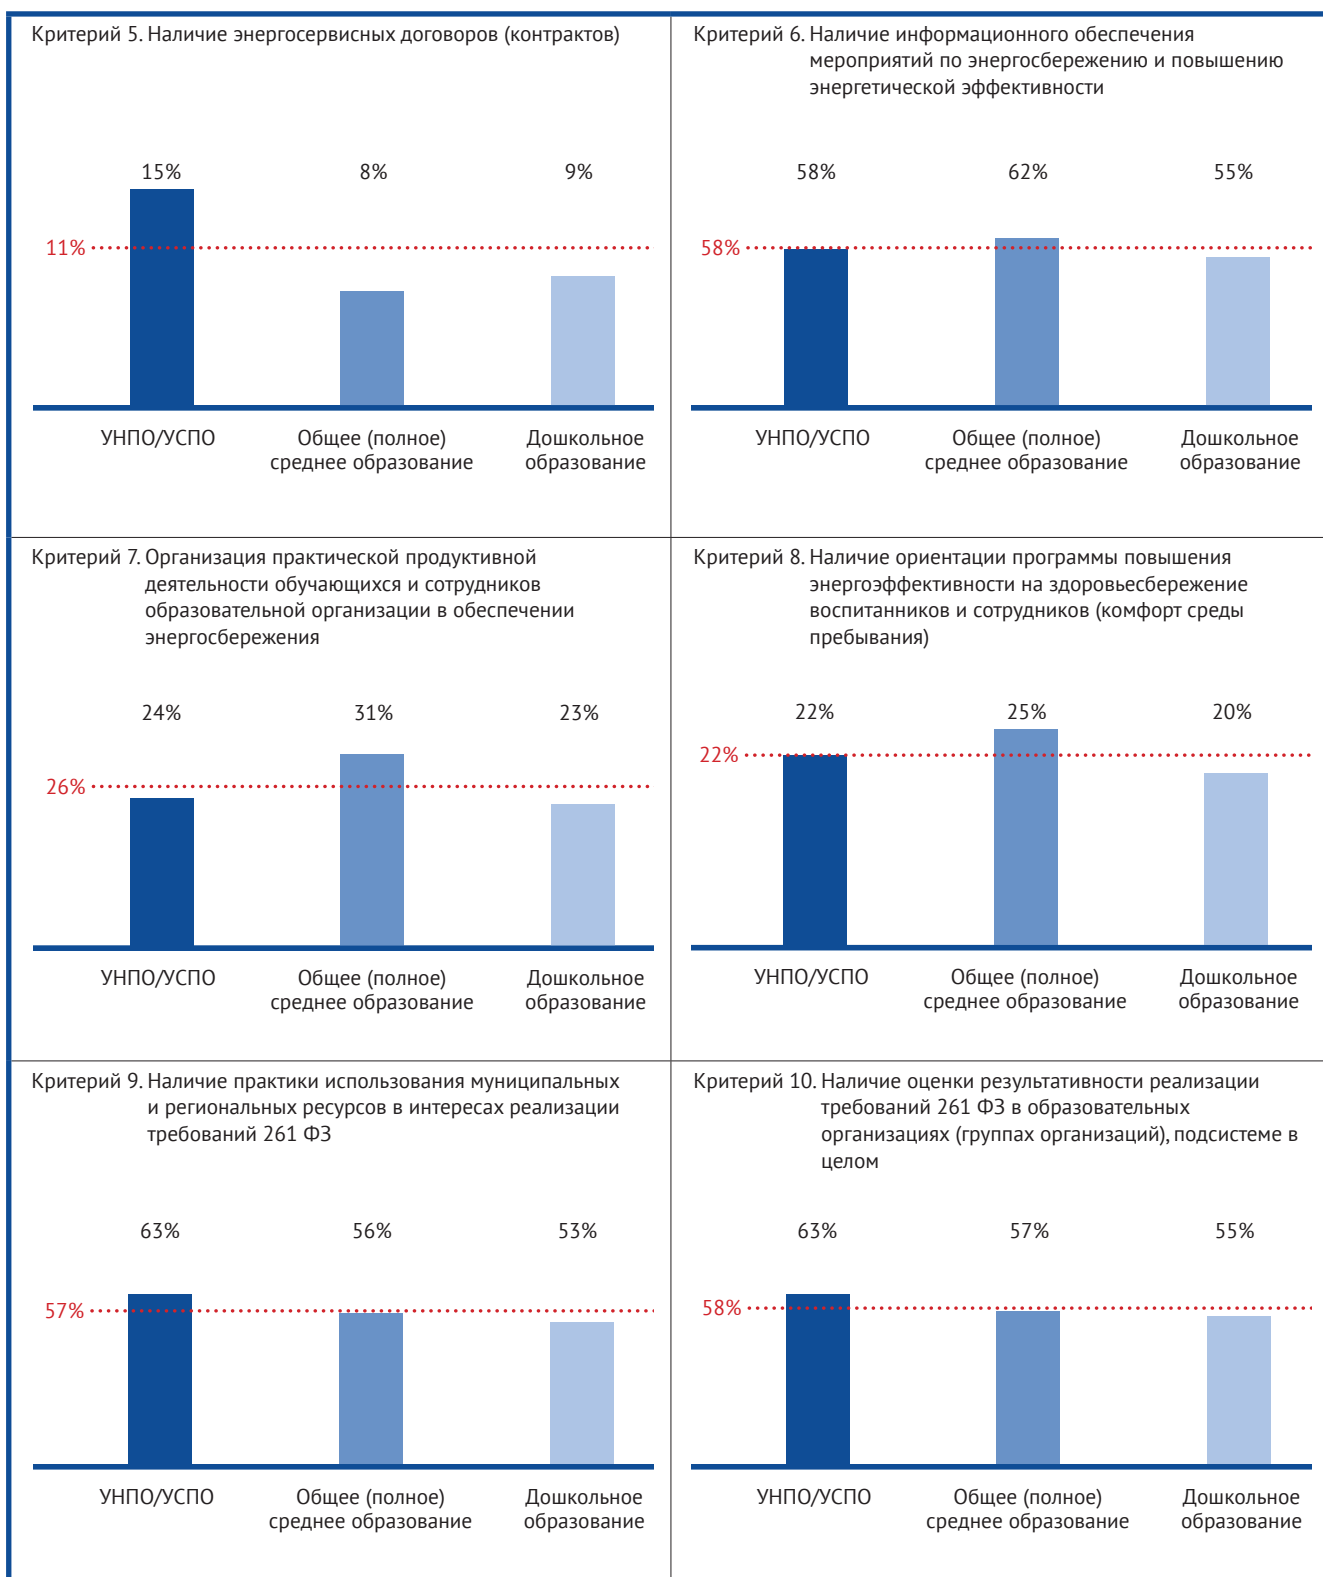 Критерий 5. Наличие энергосервисных договоров (контрактов)
15%
8%
9%
11%
УНПО/УСПО
Общее (полное)
среднее образование
Дошкольное
образование
Критерий 6. Наличие информационного обеспечения
мероприятий по энергосбережению и повышению
энергетической эффективности
58%
62%
55%
58%
УНПО/УСПО
Общее (полное)
среднее образование
Дошкольное
образование
Критерий 7. Организация практической продуктивной
деятельности обучающихся и сотрудников
образовательной организации в обеспечении
энергосбережения
24%
31%
23%
26%
УНПО/УСПО
Общее (полное)
среднее образование
Дошкольное
образование
Критерий 8. Наличие ориентации программы повышения
энергоэффективности на здоровьесбережение
воспитанников и сотрудников (комфорт среды
пребывания)
22%
25%
20%
22%
УНПО/УСПО
Общее (полное)
среднее образование
Дошкольное
образование
Критерий 9. Наличие практики использования муниципальных
и региональных ресурсов в интересах реализации
требований 261 ФЗ
63%
56%
53%
57%
УНПО/УСПО
Общее (полное)
среднее образование
Дошкольное
образование
Критерий 10. Наличие оценки результативности реализации
требований 261 ФЗ в образовательных
организациях (группах организаций), подсистеме в
целом
63%
57%
55%
58%
УНПО/УСПО
Общее (полное)
среднее образование
Дошкольное
образование